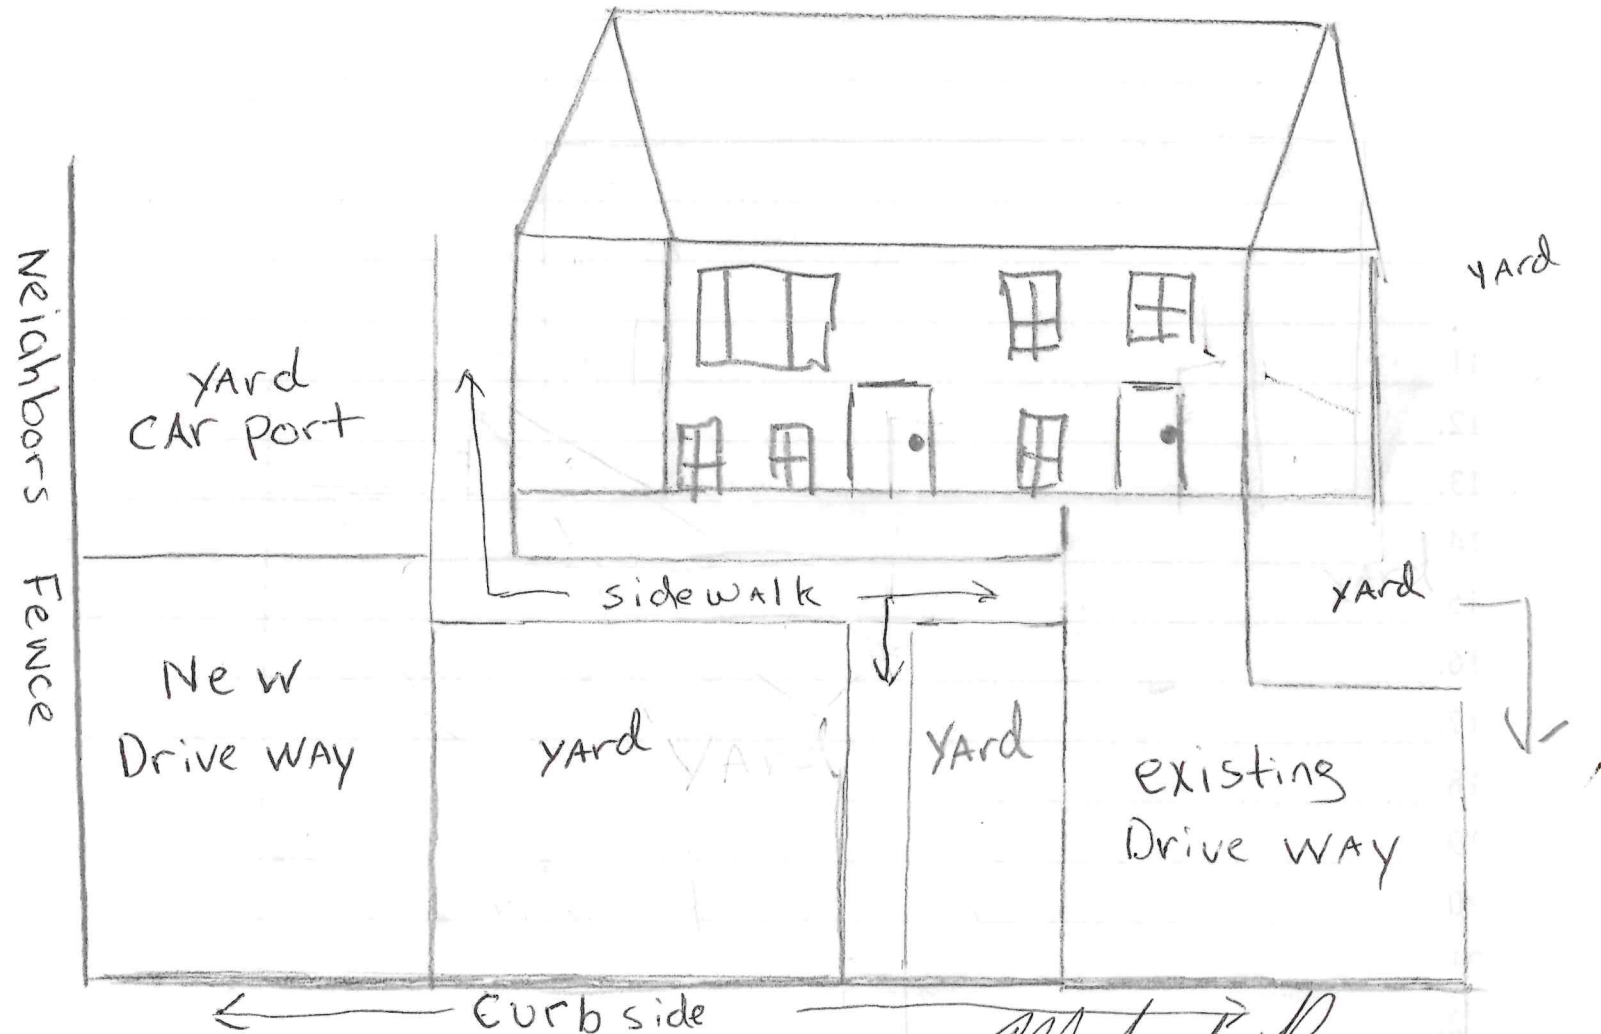 yard
Neighbors Fence
yard
CAr port
sidewalk
yard
New
Drive WAY
yard
yard
existing
Drive WAY
Curb side